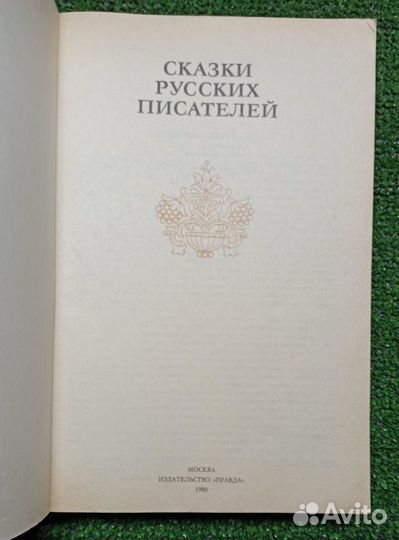 СКАЗКИ
РУССКИХ
ПИСАТЕЛЕЙ
МОСКВА
ИЗДАТЕЛЬСТВО «ПРАВДА»
1990
Avito